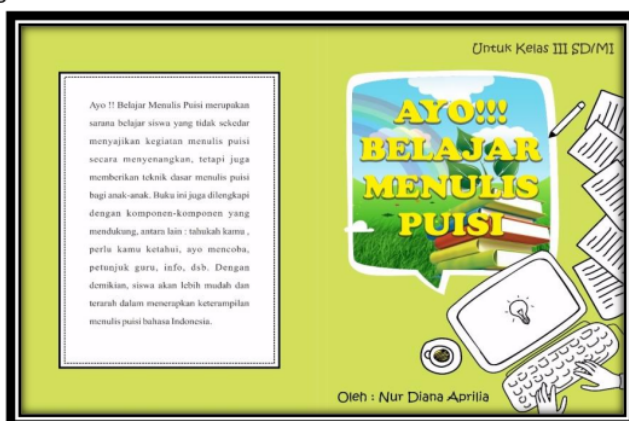 Ayo !! Belajar Menulis Puisi merupakan
sarana belajar siswa yang tidak sekedar
menyajikan kegiatan menulis puisi
secara menyenangkan, tetapi juga
memberikan teknik dasar menulis puisi
bagi anak-anak. Buku ini juga dilengkapi
dengan komponen-komponen yang
mendukung, antara lain : tahukah kamu ,
perlu kamu ketahui, ayo mencoba,
petunjuk guru, info, dsb. Dengan
demikian, siswa akan lebih mudah dan
terarah dalam menerapkan keterampilan
menulis puisi bahasa Indonesia.
Untuk Kelas III SD/MI
AYO!!!
BELAJAR
MENULIS
PUISI
Oleh : Nur Diana Aprilia